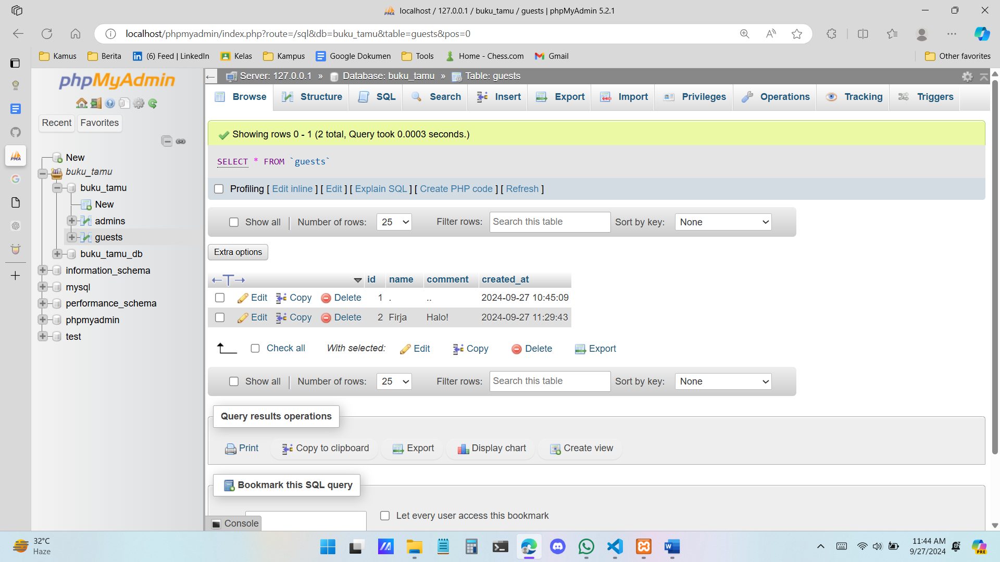 localhost / 127.0.0.1 / buku_tamu / guests | phpMyAdmin 5.2.1
localhost/phpmyadmin/index.php?route=/sql&db=buku_tamu&table=guests&pos=0
Kamus Berita (6) Feed | LinkedIn Kelas Kampus Google Dokumen Tools Home - Chess.com Gmail Other favorites
phpMyAdmin
Recent Favorites
New
buku_tamu
buku_tamu
New
admins
guests
buku_tamu_db
information_schema
mysql
performance_schema
phpmyadmin
test
Server: 127.0.0.1 » Database: buku_tamu » Table: guests
Browse Structure SQL Search Insert Export Import Privileges Operations Tracking Triggers
Showing rows 0 - 1 (2 total, Query took 0.0003 seconds.)
SELECT * FROM `guests`
Profiling [ Edit inline ] [ Edit ] [ Explain SQL ] [ Create PHP code ] [ Refresh ]
Show all | Number of rows: 25 Filter rows: Search this table Sort by key: None
Extra options
←T→ id name comment created_at
Edit Copy Delete 1 . .. 2024-09-27 10:45:09
Edit Copy Delete 2 Firja Halo! 2024-09-27 11:29:43
Check all With selected: Edit Copy Delete Export
Show all | Number of rows: 25 Filter rows: Search this table Sort by key: None
Query results operations
Print Copy to clipboard Export Display chart Create view
Bookmark this SQL query
Let every user access this bookmark
Console
32°C
Haze
11:44 AM
9/27/2024
PRE